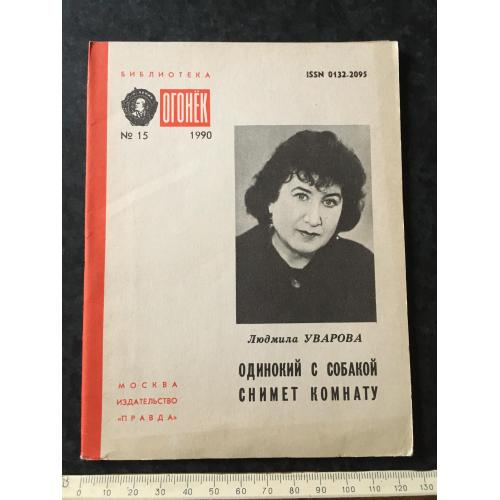 БИБЛИОТЕКА
ISSN 0132-2095
ОГОНЁК
№ 15 1990
Людмила УВАРОВА
ОДИНОКИЙ С СОБАКОЙ
СНИМЕТ КОМНАТУ
МОСКВА
ИЗДАТЕЛЬСТВО
«ПРАВДА»
0 10 20 30 40 50 60 70 80 90 100 110 120 130